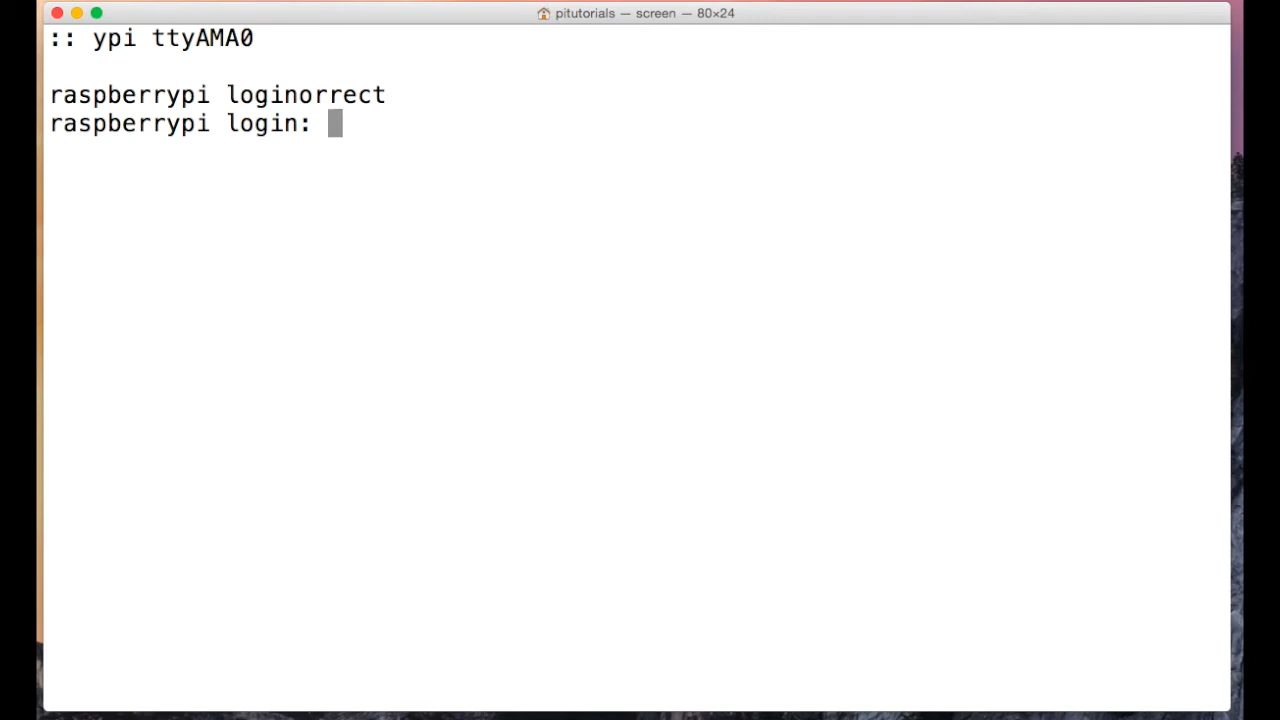 pitutorials — screen — 80×24
:: ypi ttyAMA0
raspberrypi loginorrect
raspberrypi login: